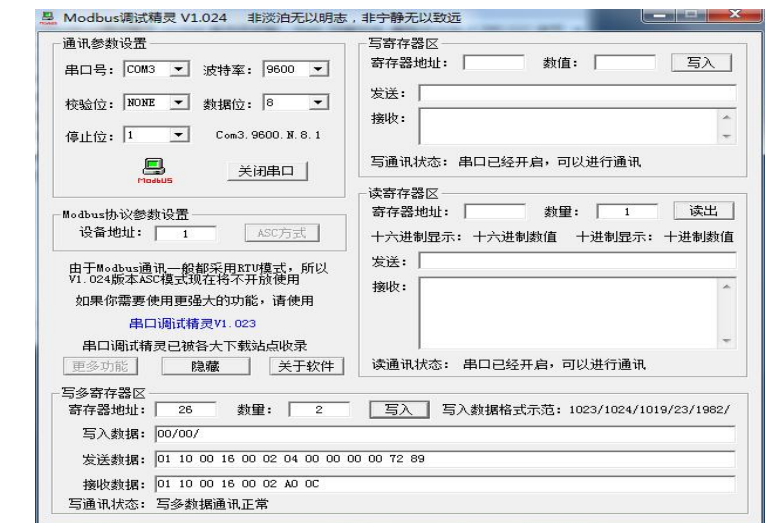 Modbus调试精灵 V1.024 非淡泊无以明志，非宁静无以致远
通讯参数设置
串口号： COM3 波特率： 9600
校验位： NONE 数据位： 8
停止位： 1 Com3.9600.N.8.1
Modbus 关闭串口
Modbus协议参数设置
设备地址： 1 ASC方式
由于Modbus通讯一般都采用RTU模式，所以
V1.024版本ASC模式现在将不开放使用
如果你需要使用更强大的功能，请使用
串口调试精灵V1.023
串口调试精灵已被各大下载站点收录
更多功能 隐藏 关于软件
写寄存器区
寄存器地址： 数值： 写入
发送：
接收：
写通讯状态： 串口已经开启，可以进行通讯
读寄存器区
寄存器地址： 数量： 1 读出
十六进制显示： 十六进制数值 十进制显示： 十进制数值
发送：
接收：
读通讯状态： 串口已经开启，可以进行通讯
写多寄存器区
寄存器地址： 26 数量： 2 写入 写入数据格式示范：1023/1024/1019/23/1982/
写入数据： 00/00/
发送数据： 01 10 00 16 00 02 04 00 00 00 00 72 89
接收数据： 01 10 00 16 00 02 A0 0C
写通讯状态： 写多数据通讯正常